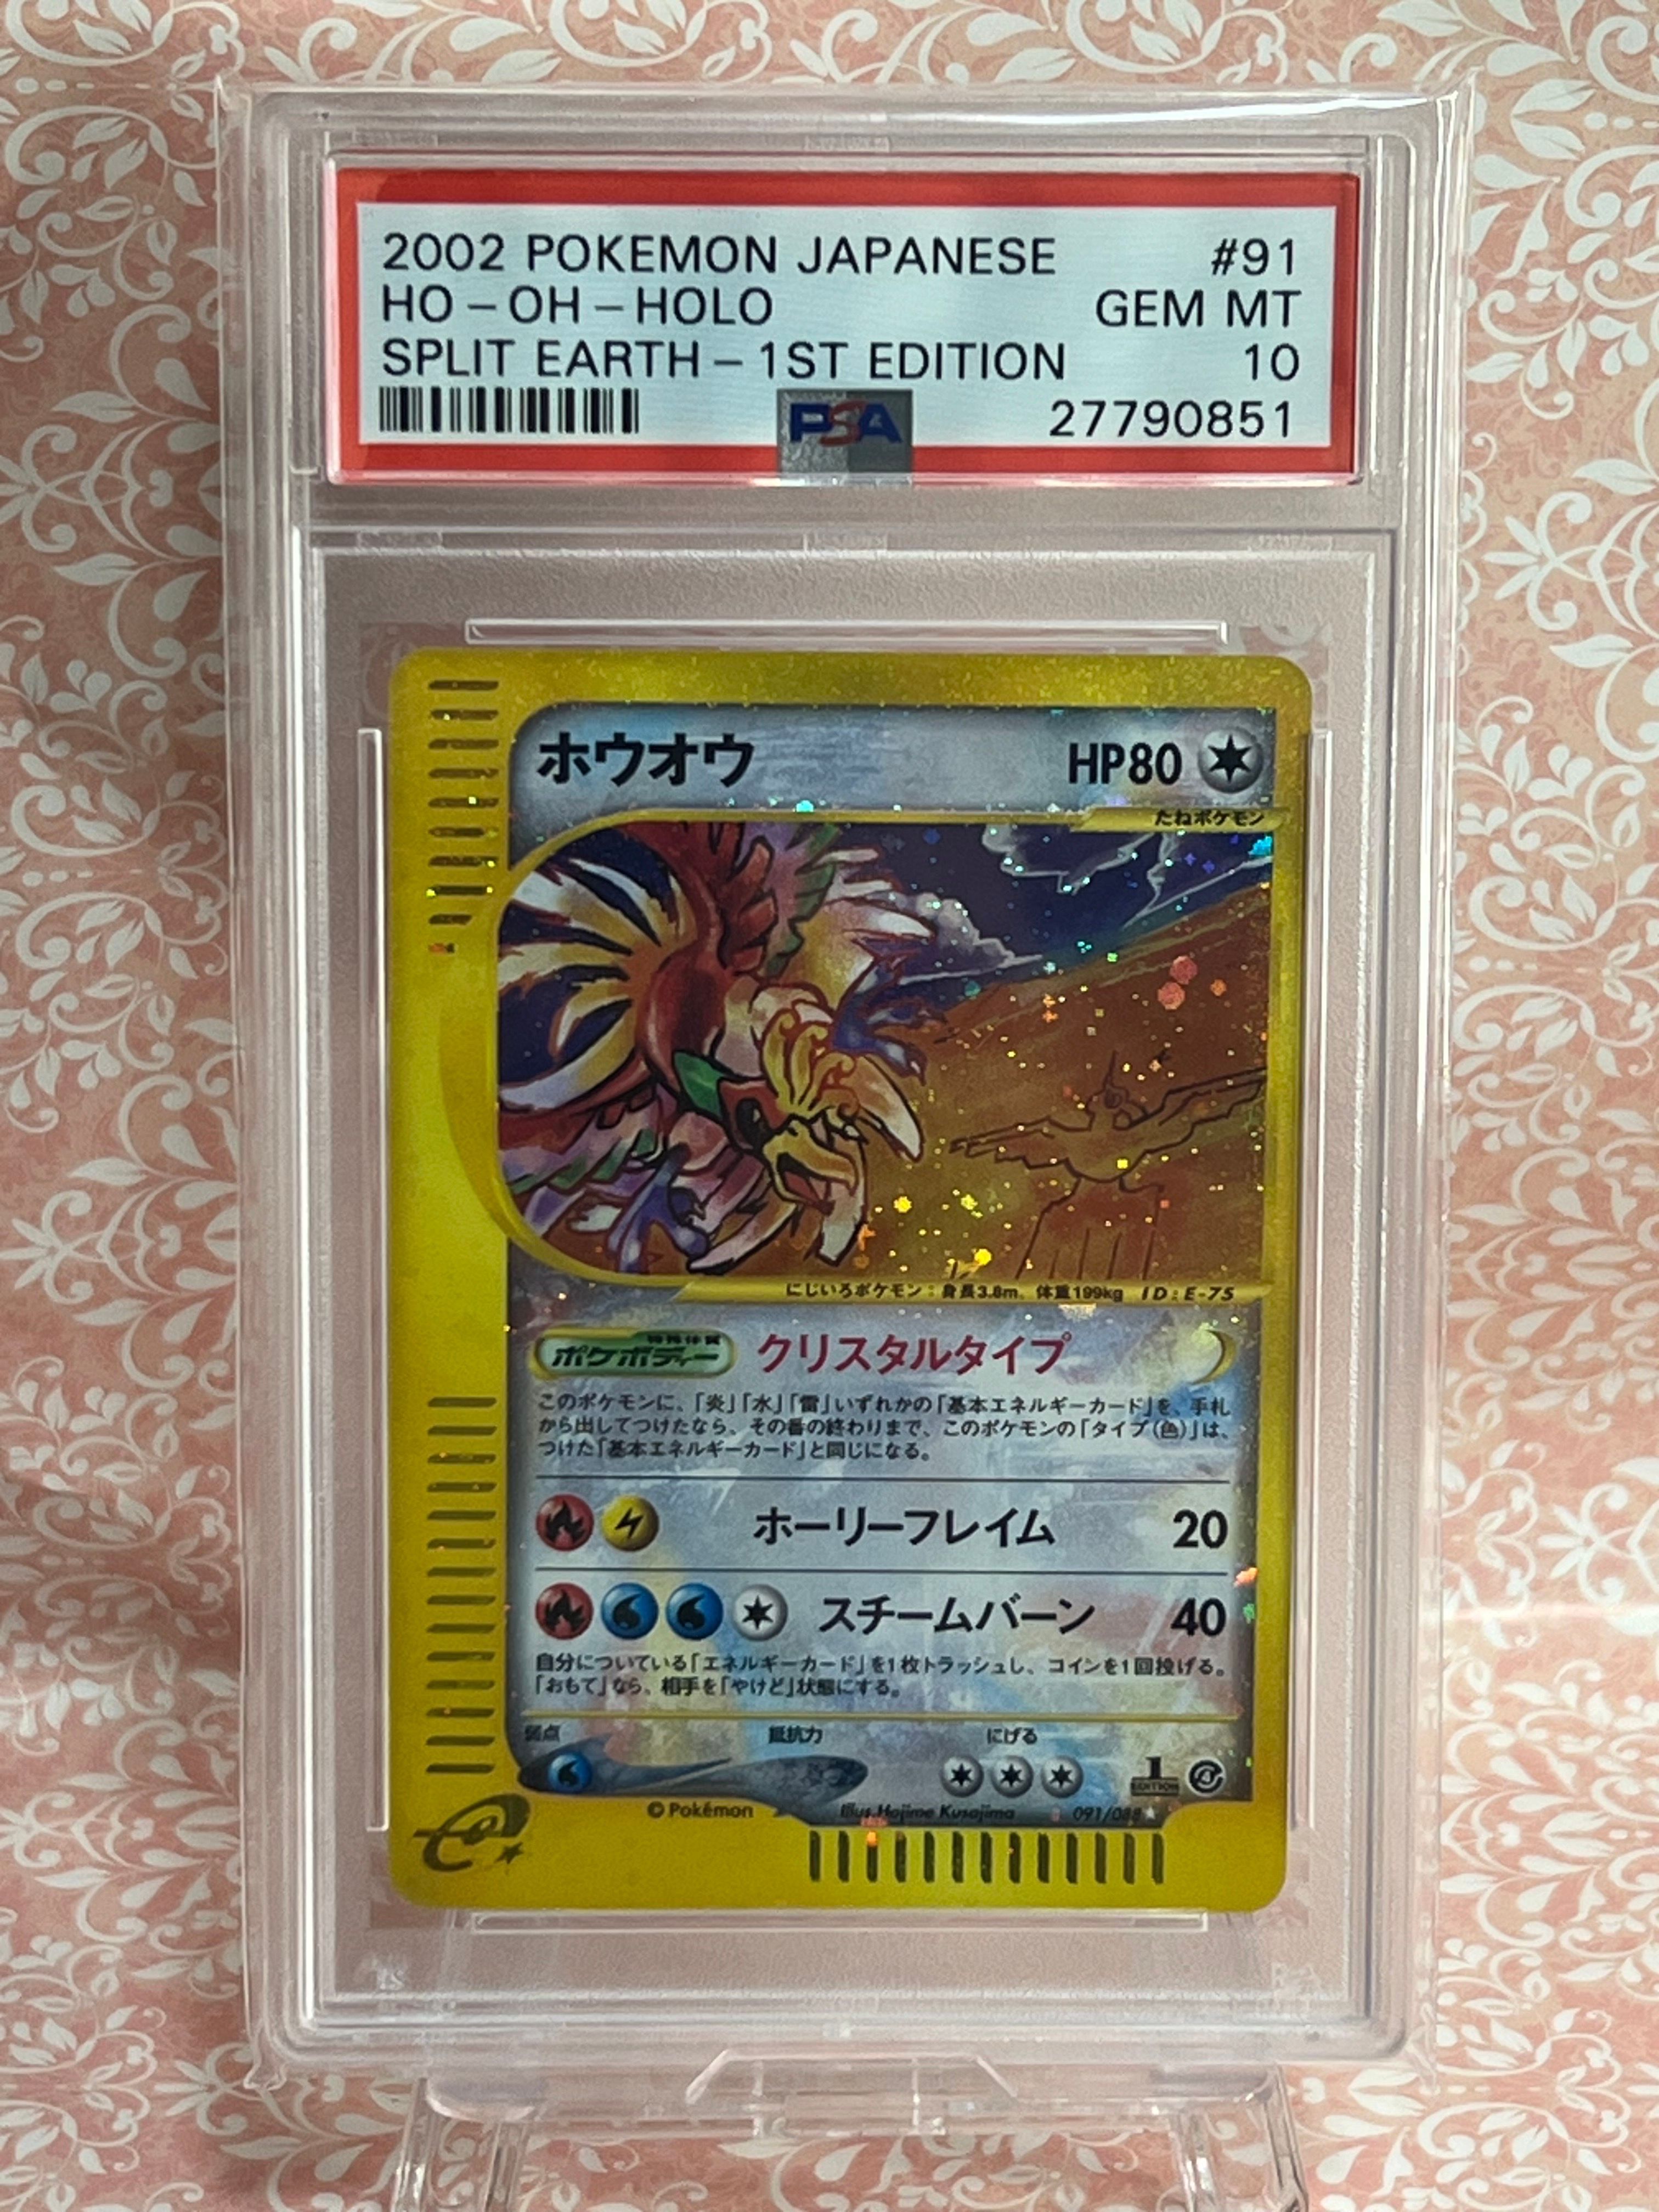 2002 POKEMON JAPANESE #91
HO-OH-HOLO GEM MT
SPLIT EARTH-1ST EDITION 10
PSA 27790851
ホウオウ HP80
たねポケモン
にじいろポケモン:身長3.8m、体重199kg ID:E-75
特殊体質
ポケボディー クリスタルタイプ
このポケモンに、「炎」「水」「雷」いずれかの「基本エネルギーカード」を、手札
から出してつけたなら、その番の終わりまで、このポケモンの「タイプ(色)」は、
つけた「基本エネルギーカード」と同じになる。
ホーリーフレイム 20
スチームバーン 40
自分についている「エネルギーカード」を1枚トラッシュし、コインを1回投げる。
「おもて」なら、相手を「やけど」状態にする。
弱点 抵抗力 にげる
1 EDITION
© Pokémon Illus. Hajime Kusajima 091/088 ★
e